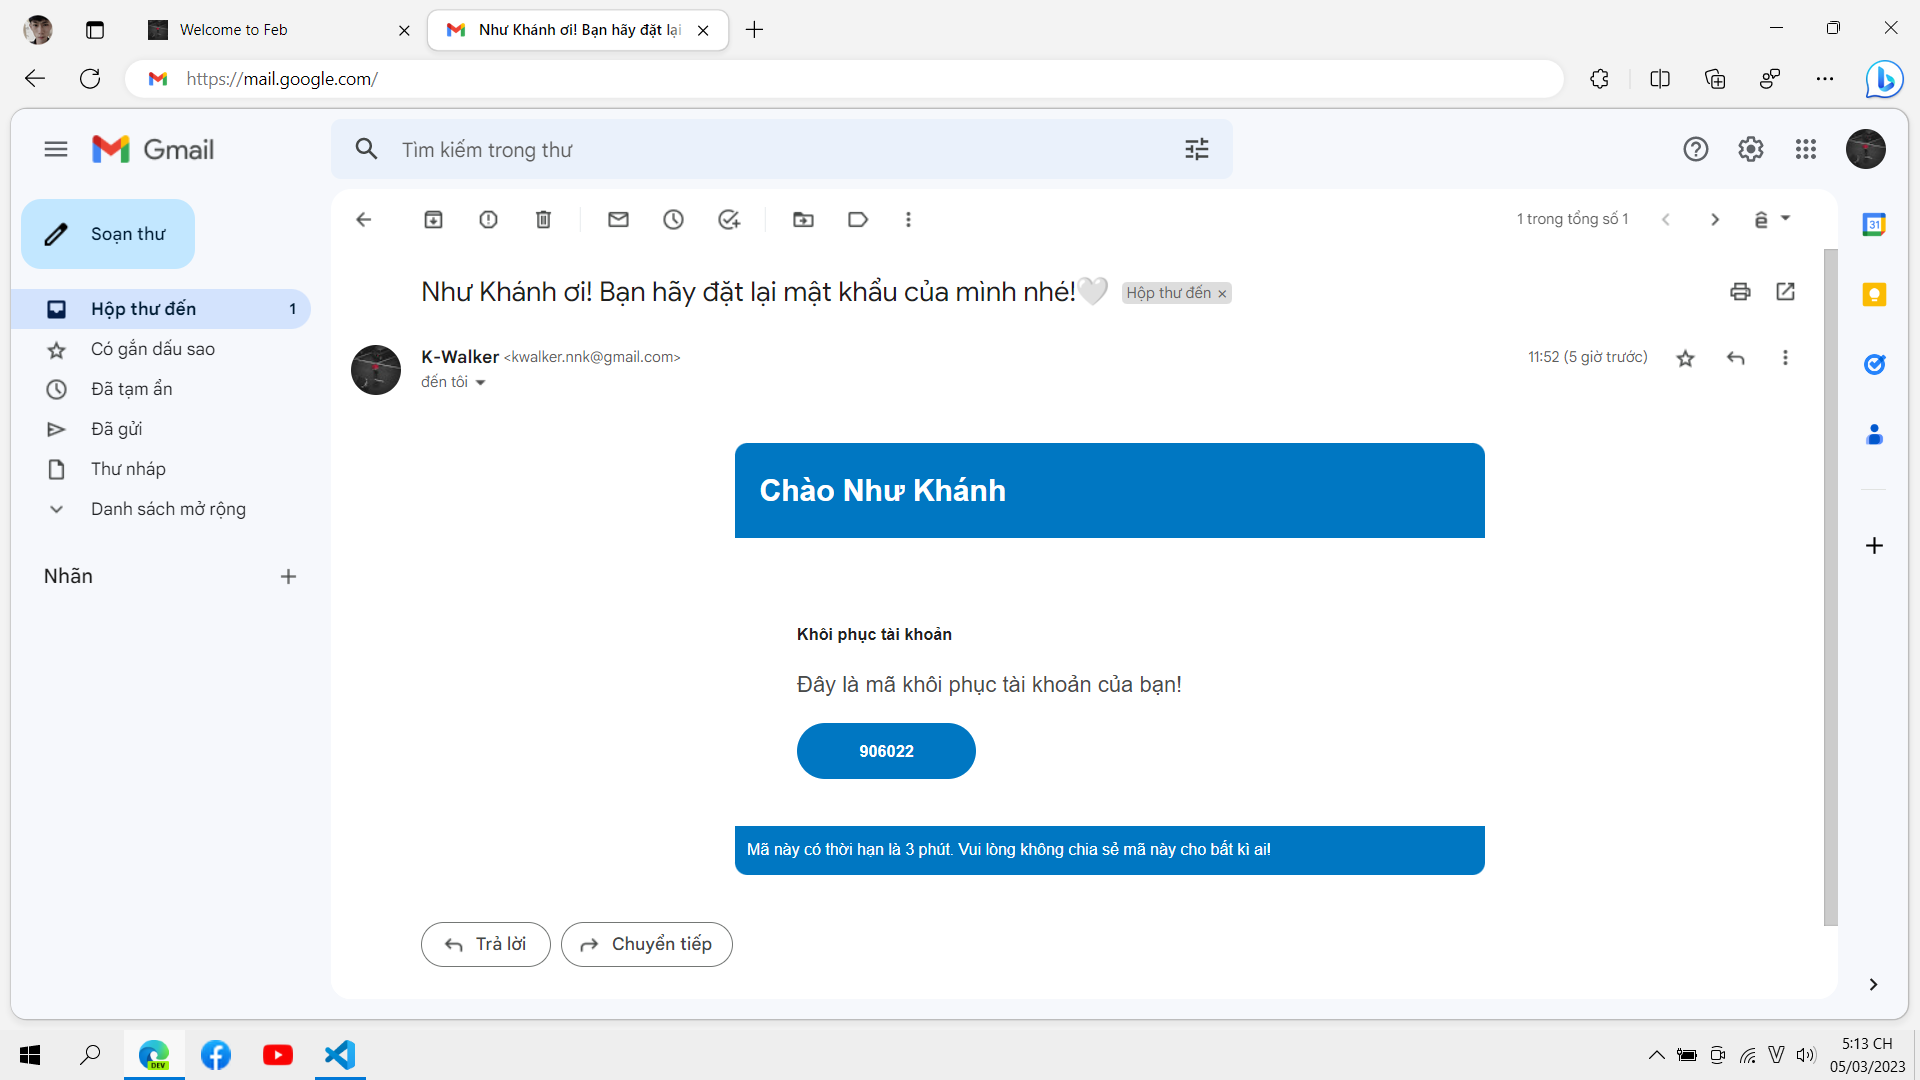 Welcome to Feb
Như Khánh ơi! Bạn hãy đặt lại
https://mail.google.com/
Gmail
Tìm kiếm trong thư
Soạn thư
1 trong tổng số 1
Hộp thư đến 1
Có gắn dấu sao
Đã tạm ẩn
Đã gửi
Thư nháp
Danh sách mở rộng
Nhãn
Như Khánh ơi! Bạn hãy đặt lại mật khẩu của mình nhé!🤍 Hộp thư đến ×
K-Walker <kwalker.nnk@gmail.com>
11:52 (5 giờ trước)
đến tôi
Chào Như Khánh
Khôi phục tài khoản
Đây là mã khôi phục tài khoản của bạn!
906022
Mã này có thời hạn là 3 phút. Vui lòng không chia sẻ mã này cho bất kì ai!
Trả lời
Chuyển tiếp
31
DEV
5:13 CH
05/03/2023